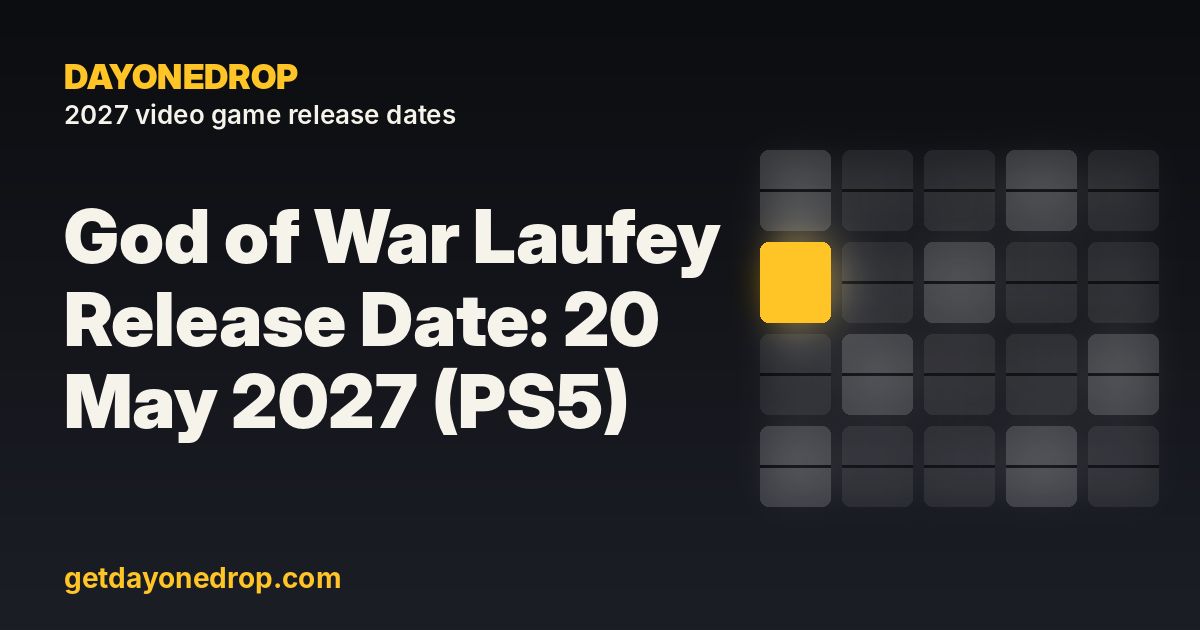 DAYONEDROP
2027 video game release dates
God of War Laufey
Release Date: 20
May 2027 (PS5)
getdayonedrop.com